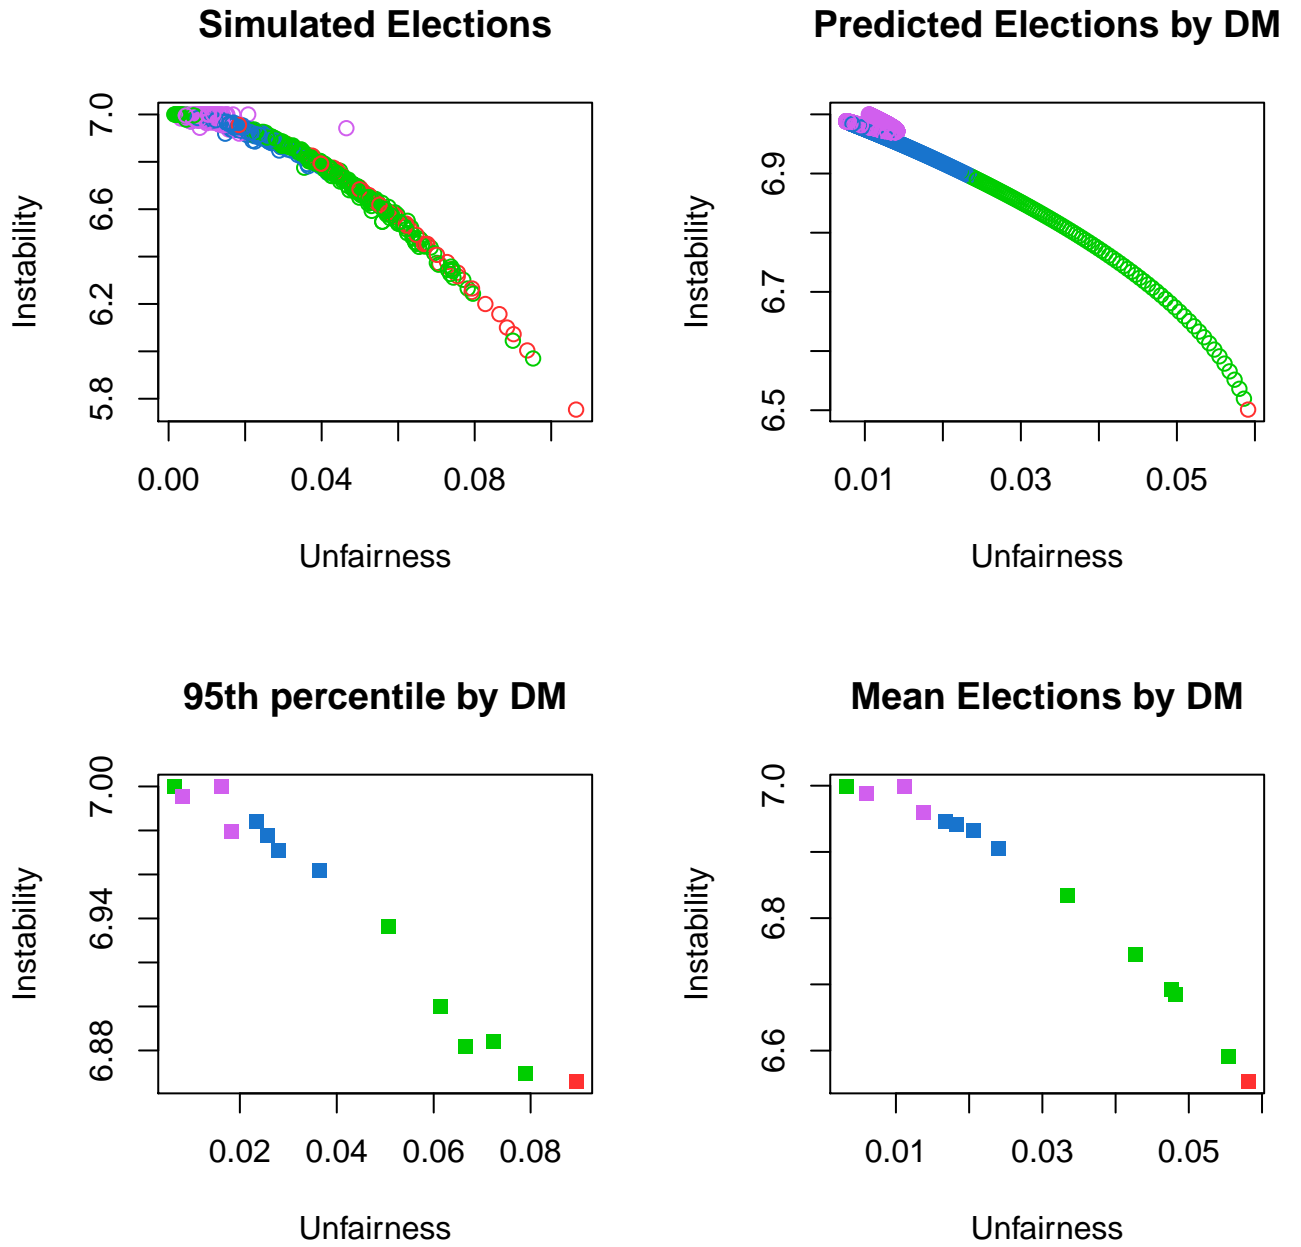 Simulated Elections
Instability
7.0
6.6
6.2
5.8
0.00 0.04 0.08
Unfairness
Predicted Elections by DM
Instability
6.9
6.7
6.5
0.01 0.03 0.05
Unfairness
95th percentile by DM
Instability
7.00
6.94
6.88
0.02 0.04 0.06 0.08
Unfairness
Mean Elections by DM
Instability
7.0
6.8
6.6
0.01 0.03 0.05
Unfairness